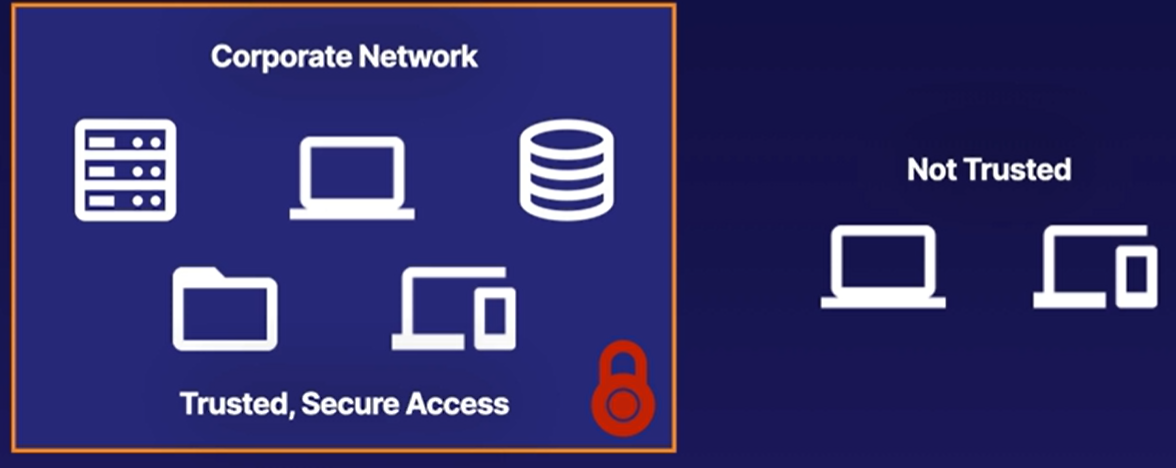 Corporate Network
Not Trusted
Trusted, Secure Access